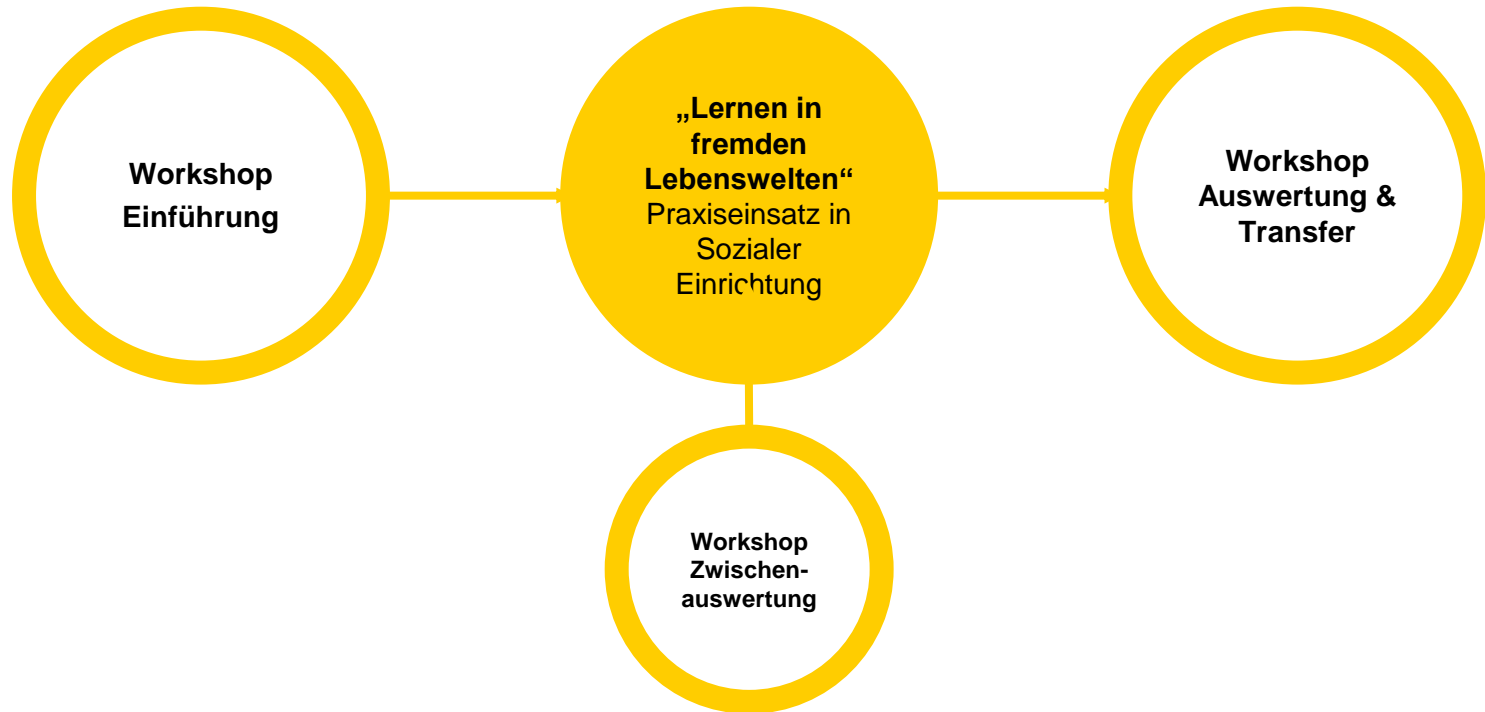 Workshop
Einführung
„Lernen in
fremden
Lebenswelten“
Praxiseinsatz in
Sozialer
Einrichtung
Workshop
Auswertung &
Transfer
Workshop
Zwischen-
auswertung